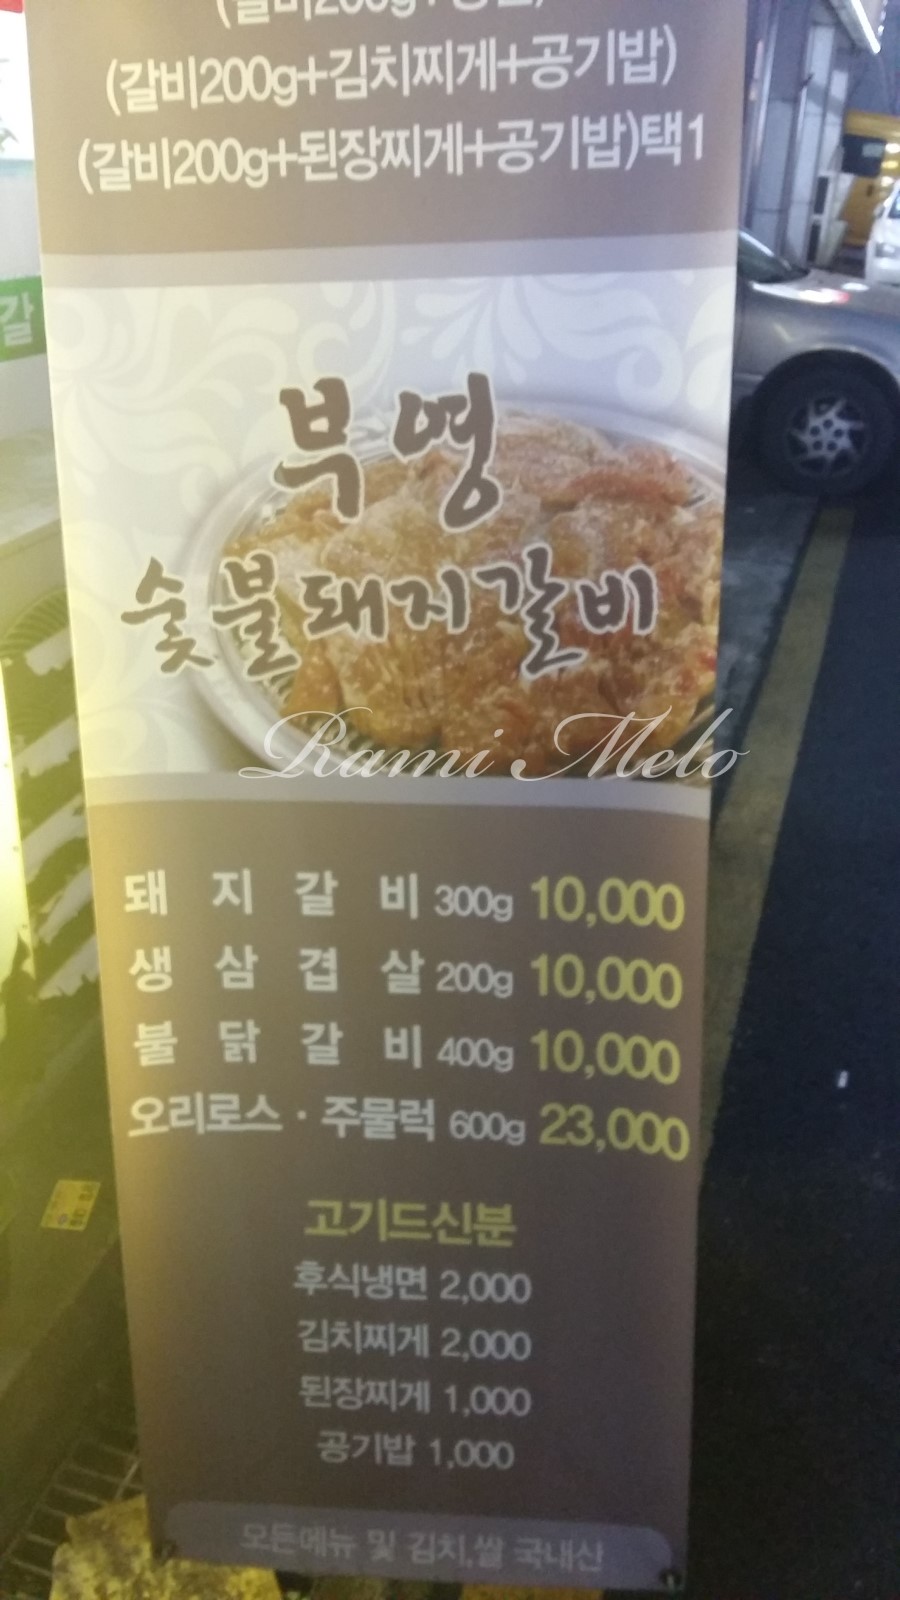 (갈비200g+김치찌게+공기밥)
(갈비200g+된장찌게+공기밥)택1
갈
부영
숯불돼지갈비
Rami Melo
돼지갈비 300g 10,000
생삼겹살 200g 10,000
불닭갈비 400g 10,000
오리로스·주물럭 600g 23,000
고기드신분
후식냉면 2,000
김치찌게 2,000
된장찌게 1,000
공기밥 1,000
모든메뉴 및 김치,쌀 국내산